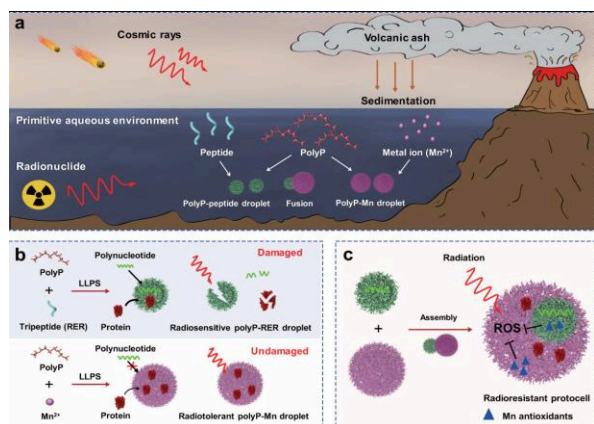 a
Cosmic rays
Volcanic ash
Sedimentation
Primitive aqueous environment
Peptide
PolyP
Metal ion (Mn²⁺)
Radionuclide
PolyP-peptide droplet
Fusion
PolyP-Mn droplet
b
Polynucleotide
Damaged
PolyP
LLPS
+
Protein
Tripeptide (RER)
Radiosensitive polyP-RER droplet
Polynucleotide
Undamaged
PolyP
LLPS
+
Mn²⁺
Protein
Radiotolerant polyP-Mn droplet
c
Radiation
Assembly
+
ROS
Radioresistant protocell
Mn antioxidants